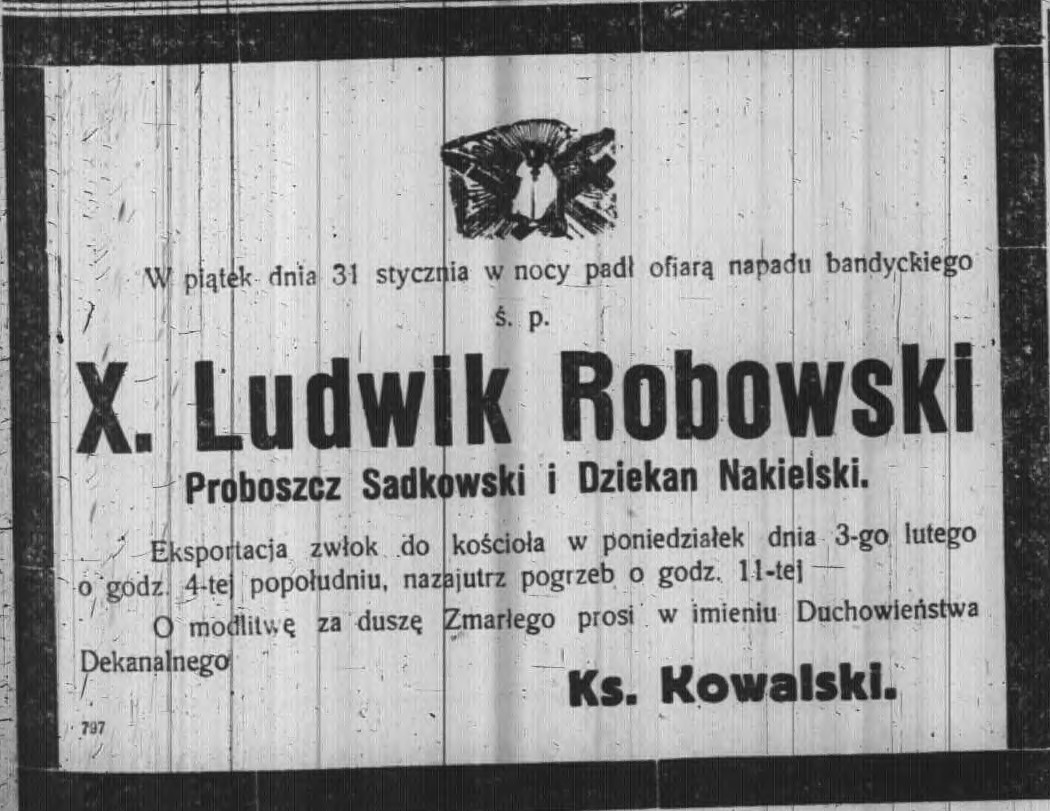 W piątek dnia 31 stycznia w nocy padł ofiarą napadu bandyckiego
ś. p.
X. Ludwik Robowski
Proboszcz Sadkowski i Dziekan Nakielski.
Eksportacja zwłok do kościoła w poniedziałek dnia 3-go lutego
o godz. 4-tej popołudniu, nazajutrz pogrzeb o godz. 11-tej
O modlitwę za duszę Zmarłego prosi w imieniu Duchowieństwa
Dekanalnego
Ks. Kowalski.
797